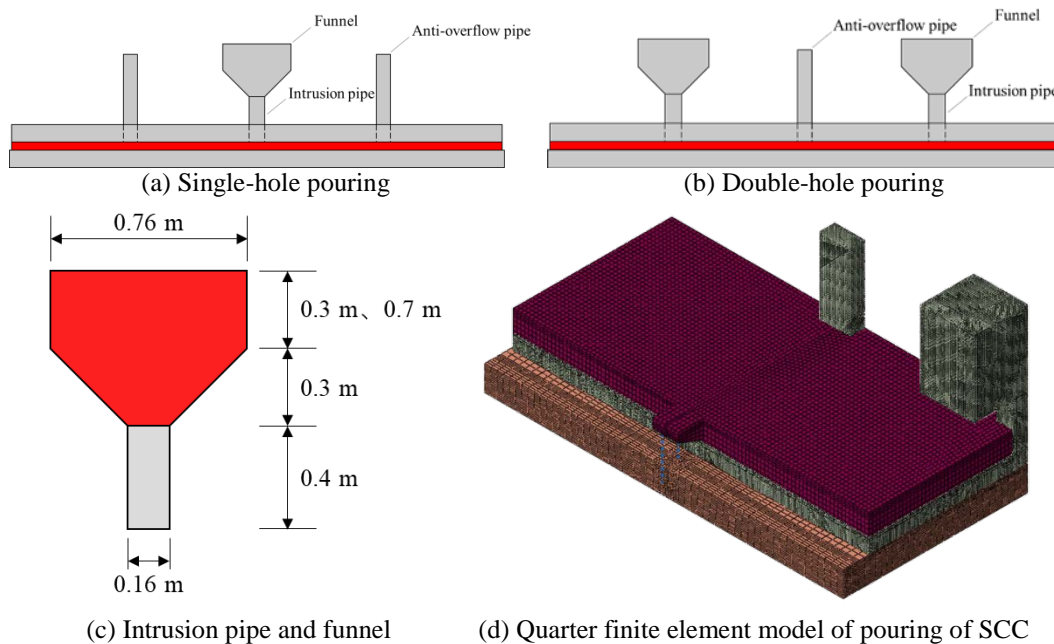 Funnel
Anti-overflow pipe
Intrusion pipe
(a) Single-hole pouring
Anti-overflow pipe
Funnel
Intrusion pipe
(b) Double-hole pouring
0.76 m
0.3 m、0.7 m
0.3 m
0.4 m
0.16 m
(c) Intrusion pipe and funnel
(d) Quarter finite element model of pouring of SCC